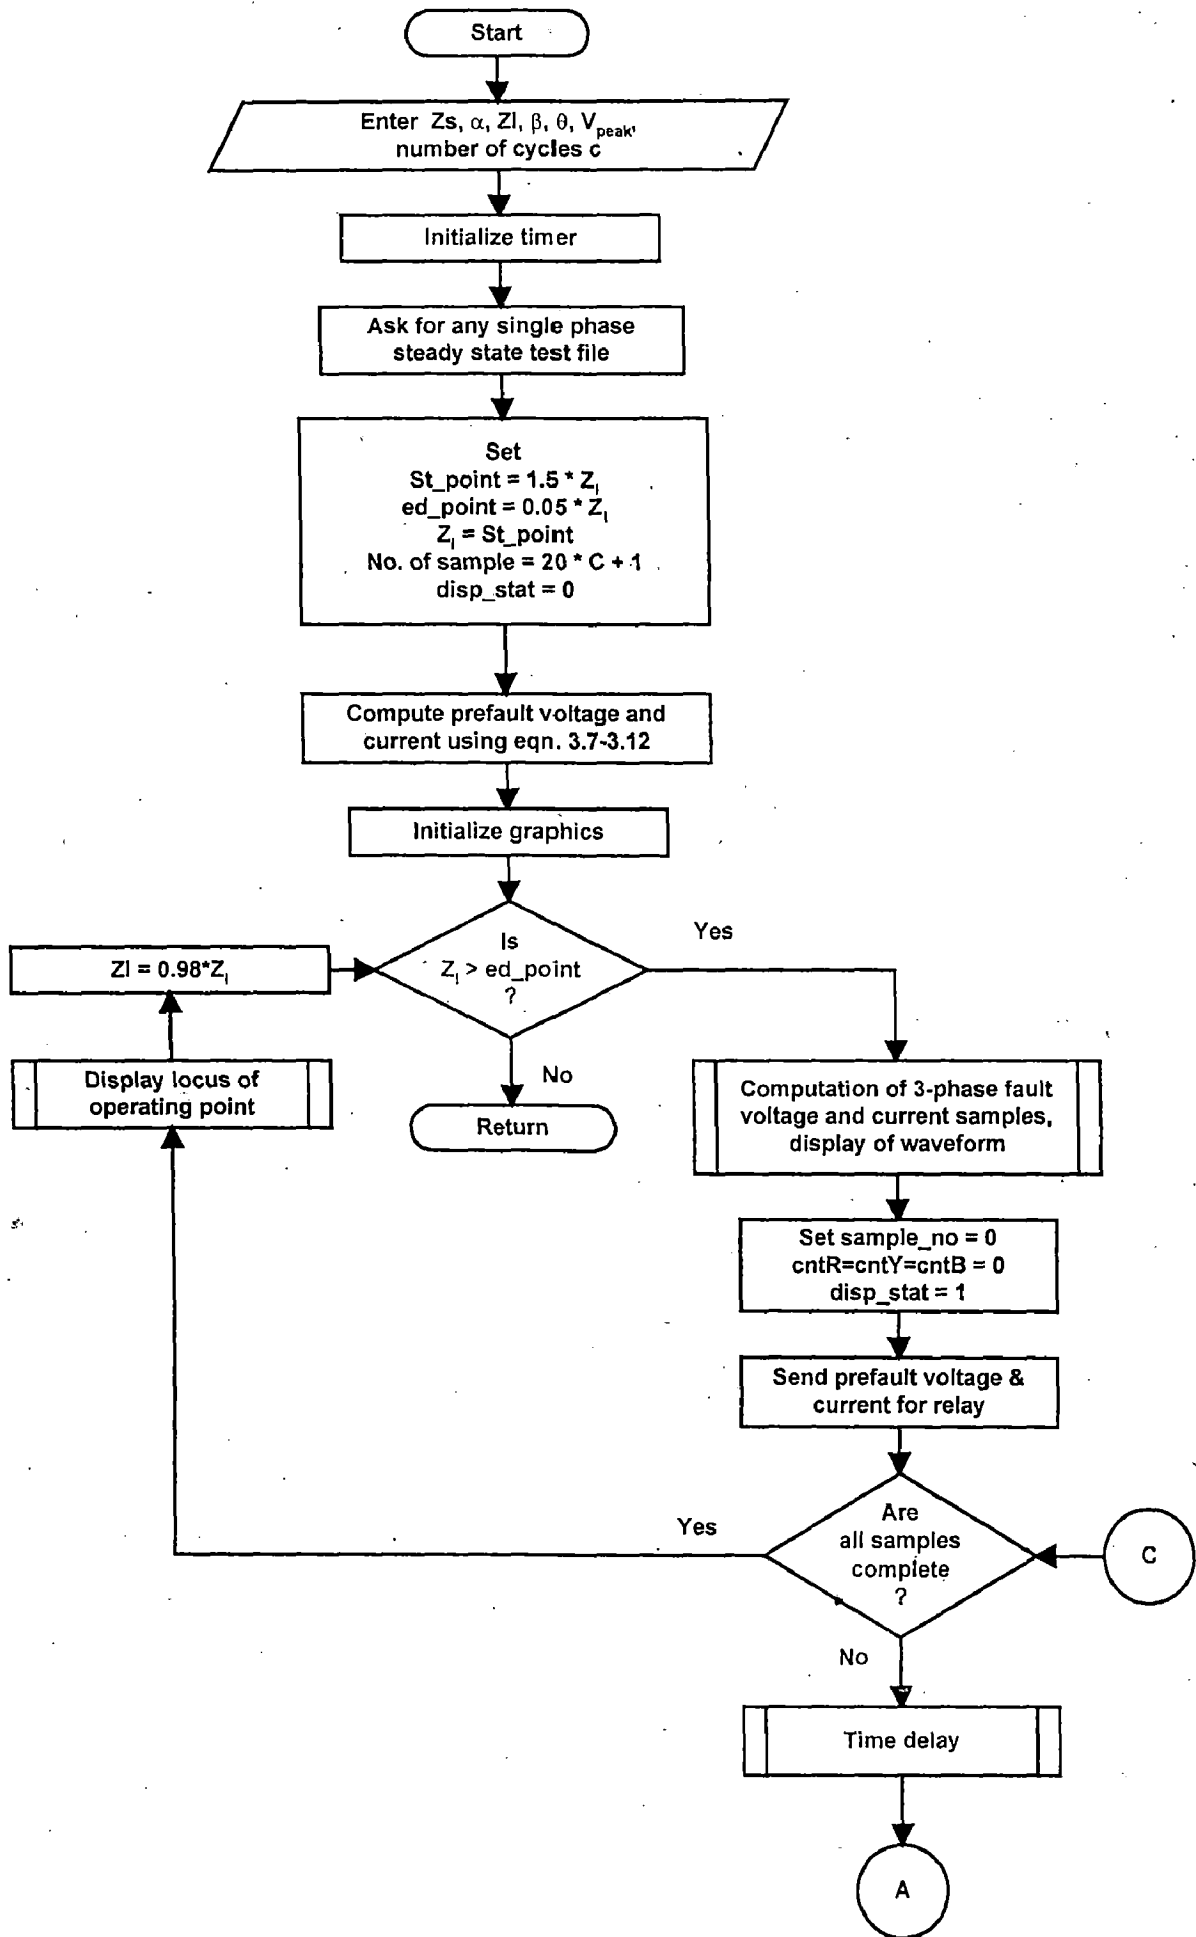 Start
Enter Zs, α, Zl, β, θ, Vpeak,
number of cycles c
Initialize timer
Ask for any single phase
steady state test file
Set
St_point = 1.5 * Zl
ed_point = 0.05 * Zl
Zl = St_point
No. of sample = 20 * C + 1
disp_stat = 0
Compute prefault voltage and
current using eqn. 3.7-3.12
Initialize graphics
Is
Zl > ed_point
?
Yes
No
Return
Zl = 0.98*Zl
Display locus of
operating point
Computation of 3-phase fault
voltage and current samples,
display of waveform
Set sample_no = 0
cntR=cntY=cntB = 0
disp_stat = 1
Send prefault voltage &
current for relay
Are
all samples
complete
?
Yes
C
No
Time delay
A